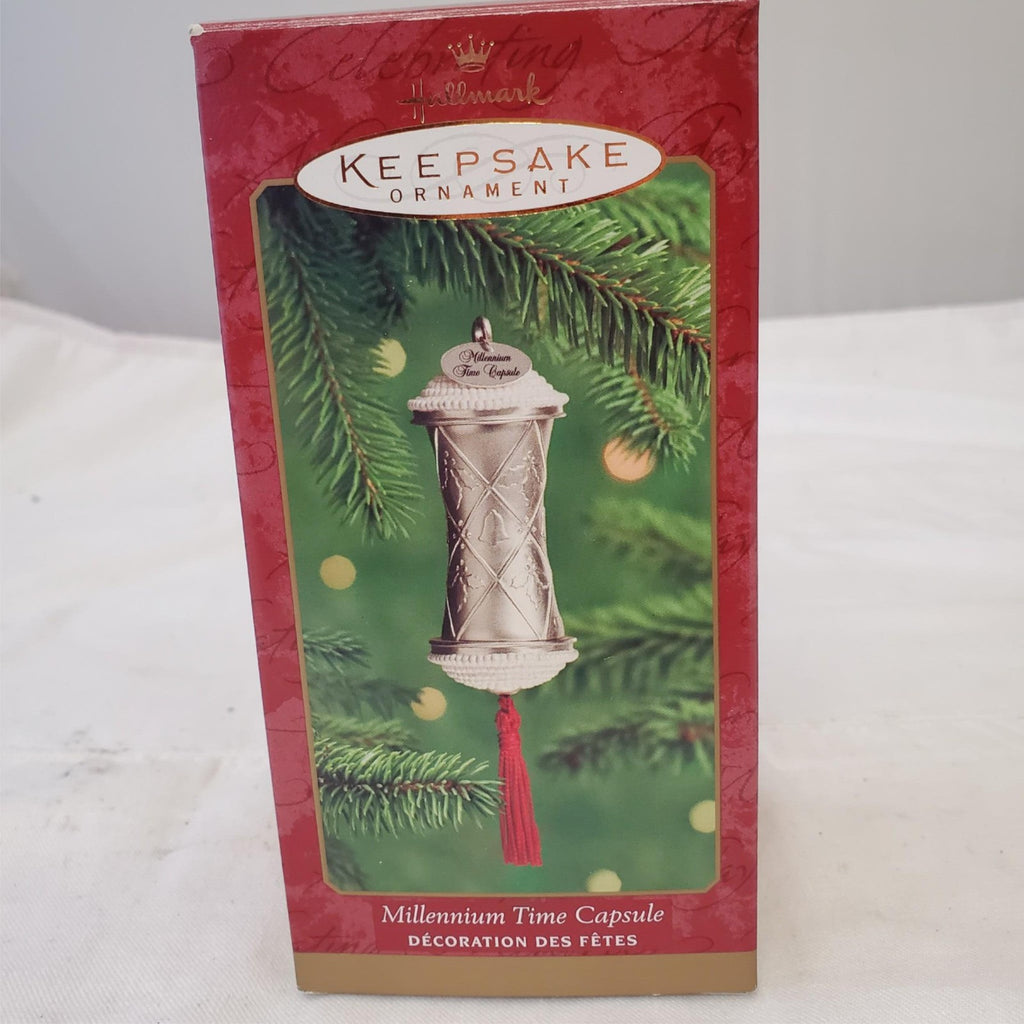 Celebrating
Hallmark
KEEPSAKE
ORNAMENT
Millennium
Time Capsule
Millennium Time Capsule
DÉCORATION DES FÊTES